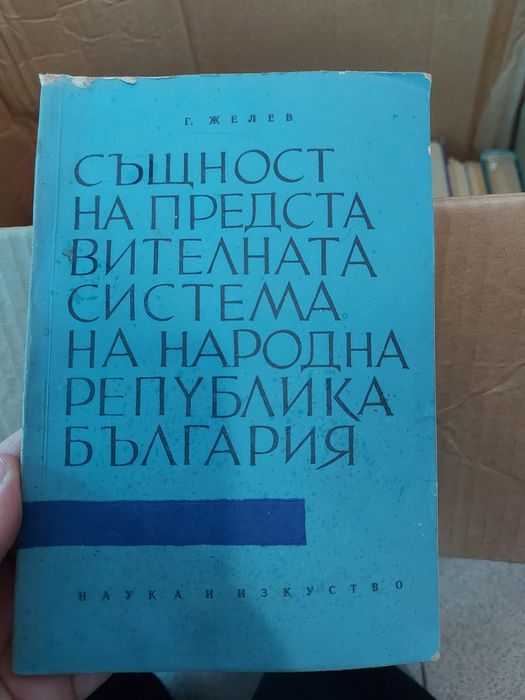 Г. ЖЕЛЕВ
СЪЩНОСТ
НА ПРЕДСТА
ВИТЕЛНАТА
СИСТЕМА
НА НАРОДНА
РЕПУБЛИКА
БЪЛГАРИЯ
НАУКА И ИЗКУСТВО